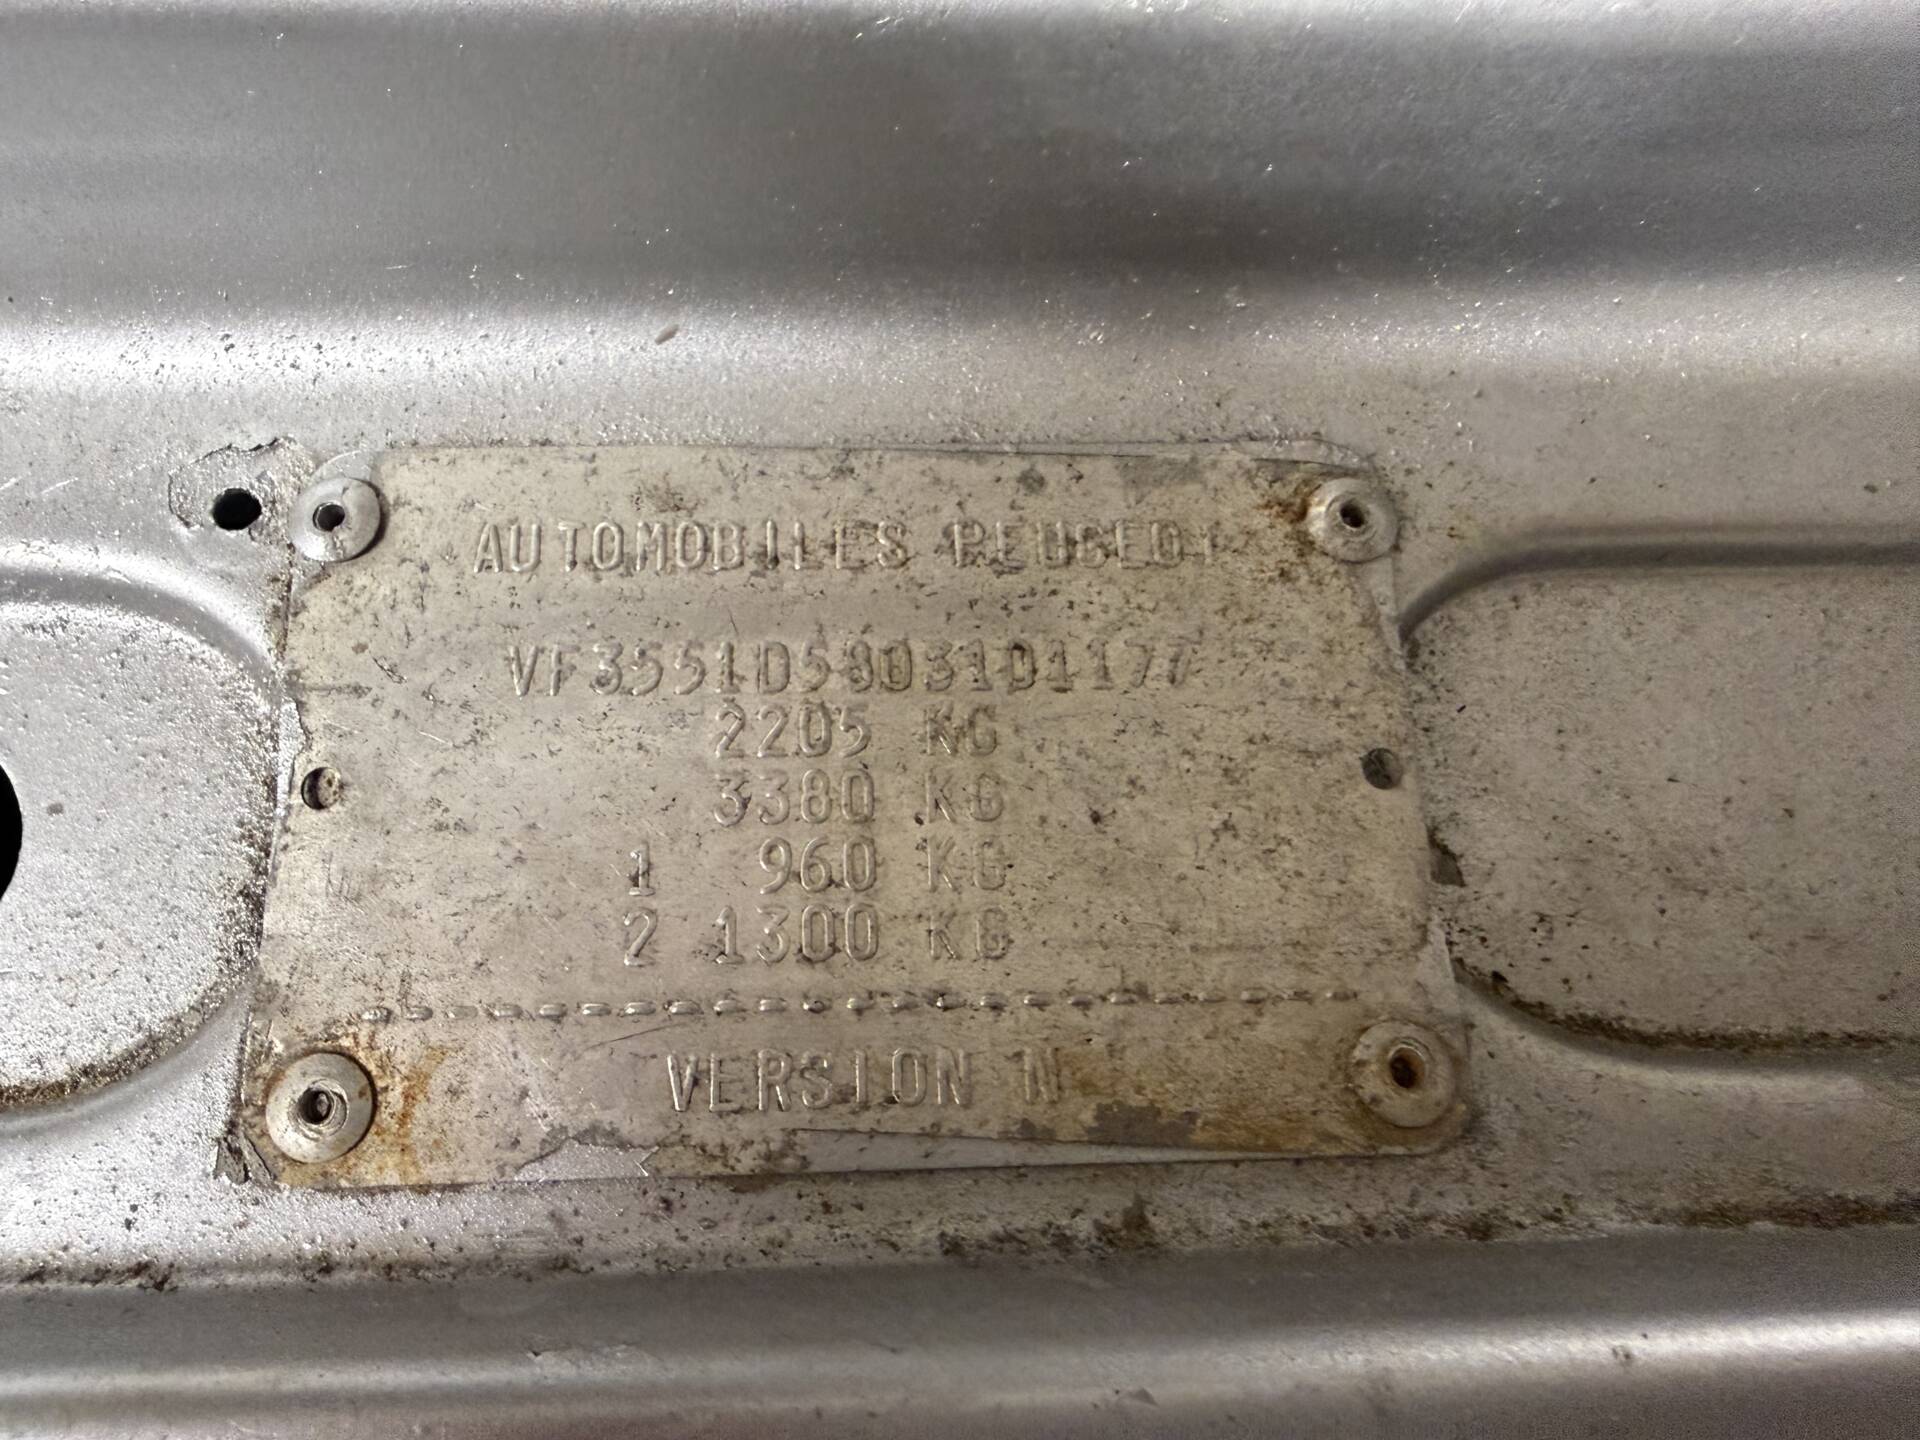 AUTOMOBILES PEUGEOT
VF3551D5803101177
2205 KG
3380 KG
1 960 KG
2 1300 KG
VERSION N